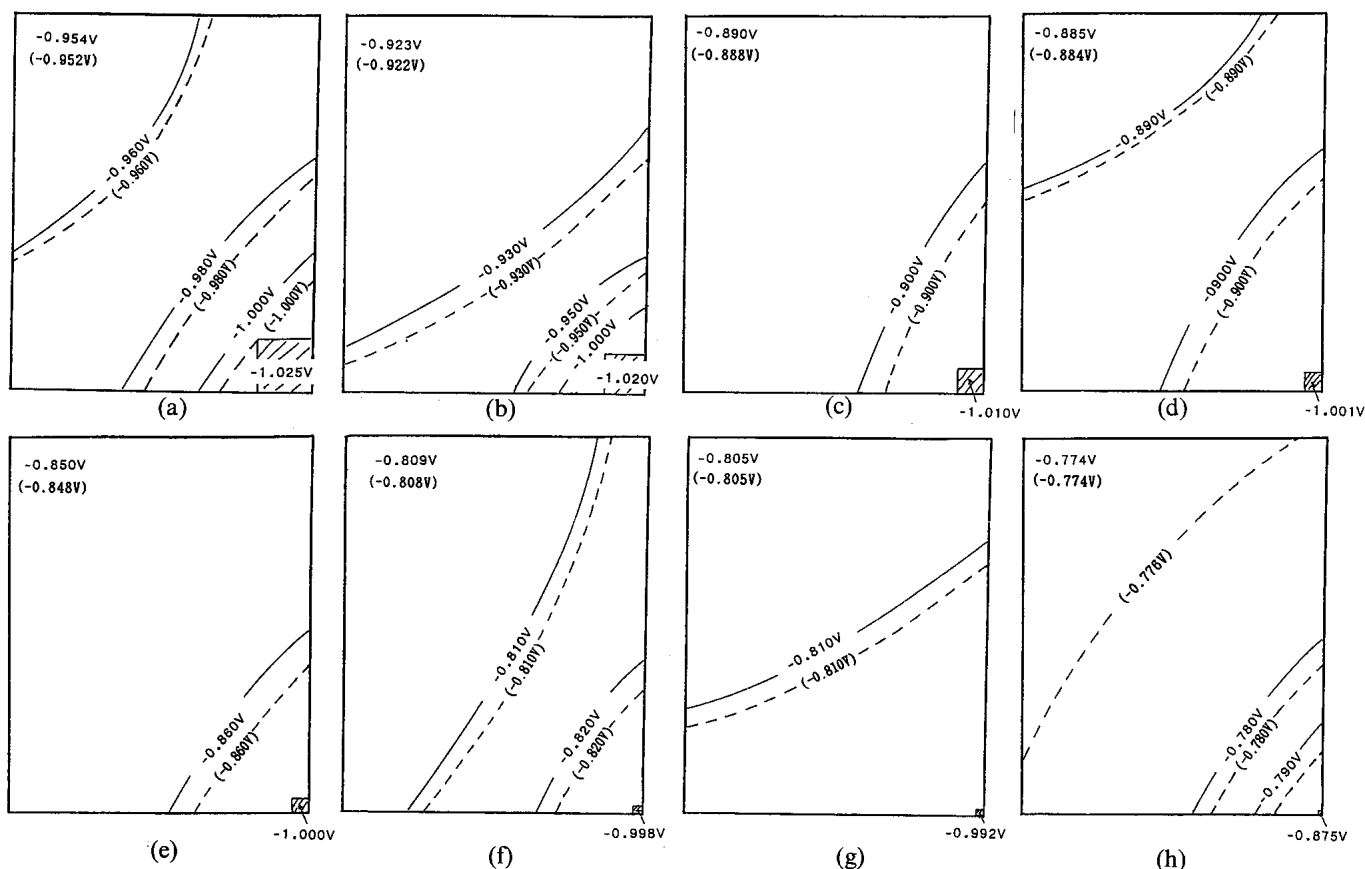 -0.954V
(-0.952V)
-0.960V
(-0.960V)
-0.980V
(-0.980V)
-1.000V
(-1.000V)
-1.025V
(a)
-0.923V
(-0.922V)
-0.930V
(-0.930V)
-0.950V
(-0.950V)
-1.000V
-1.020V
(b)
-0.890V
(-0.888V)
-0.900V
(-0.900V)
-1.010V
(c)
-0.885V
(-0.884V)
-0.890V
(-0.890V)
-0900V
(-0.900V)
-1.001V
(d)
-0.850V
(-0.848V)
-0.860V
(-0.860V)
-1.000V
(e)
-0.809V
(-0.808V)
-0.810V
(-0.810V)
-0.820V
(-0.820V)
-0.998V
(f)
-0.805V
(-0.805V)
-0.810V
(-0.810V)
-0.992V
(g)
-0.774V
(-0.774V)
(-0.776V)
-0.780V
(-0.780V)
-0.790V
-0.875V
(h)